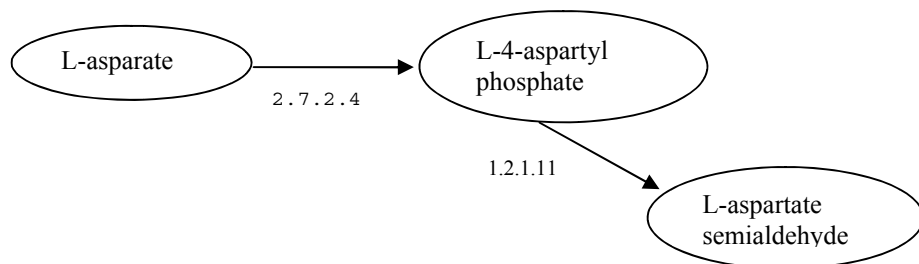 L-asparate
L-4-aspartyl
phosphate
2.7.2.4
1.2.1.11
L-aspartate
semialdehyde